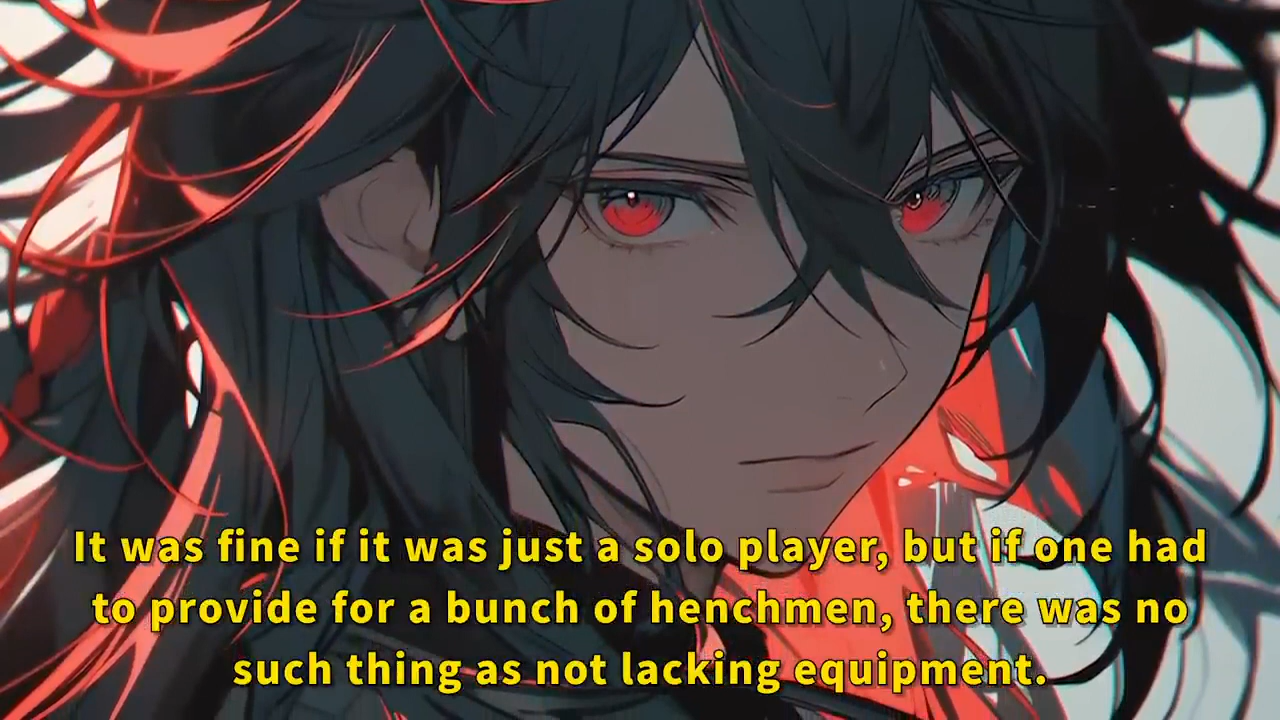 It was fine if it was just a solo player, but if one had
to provide for a bunch of henchmen, there was no
such thing as not lacking equipment.